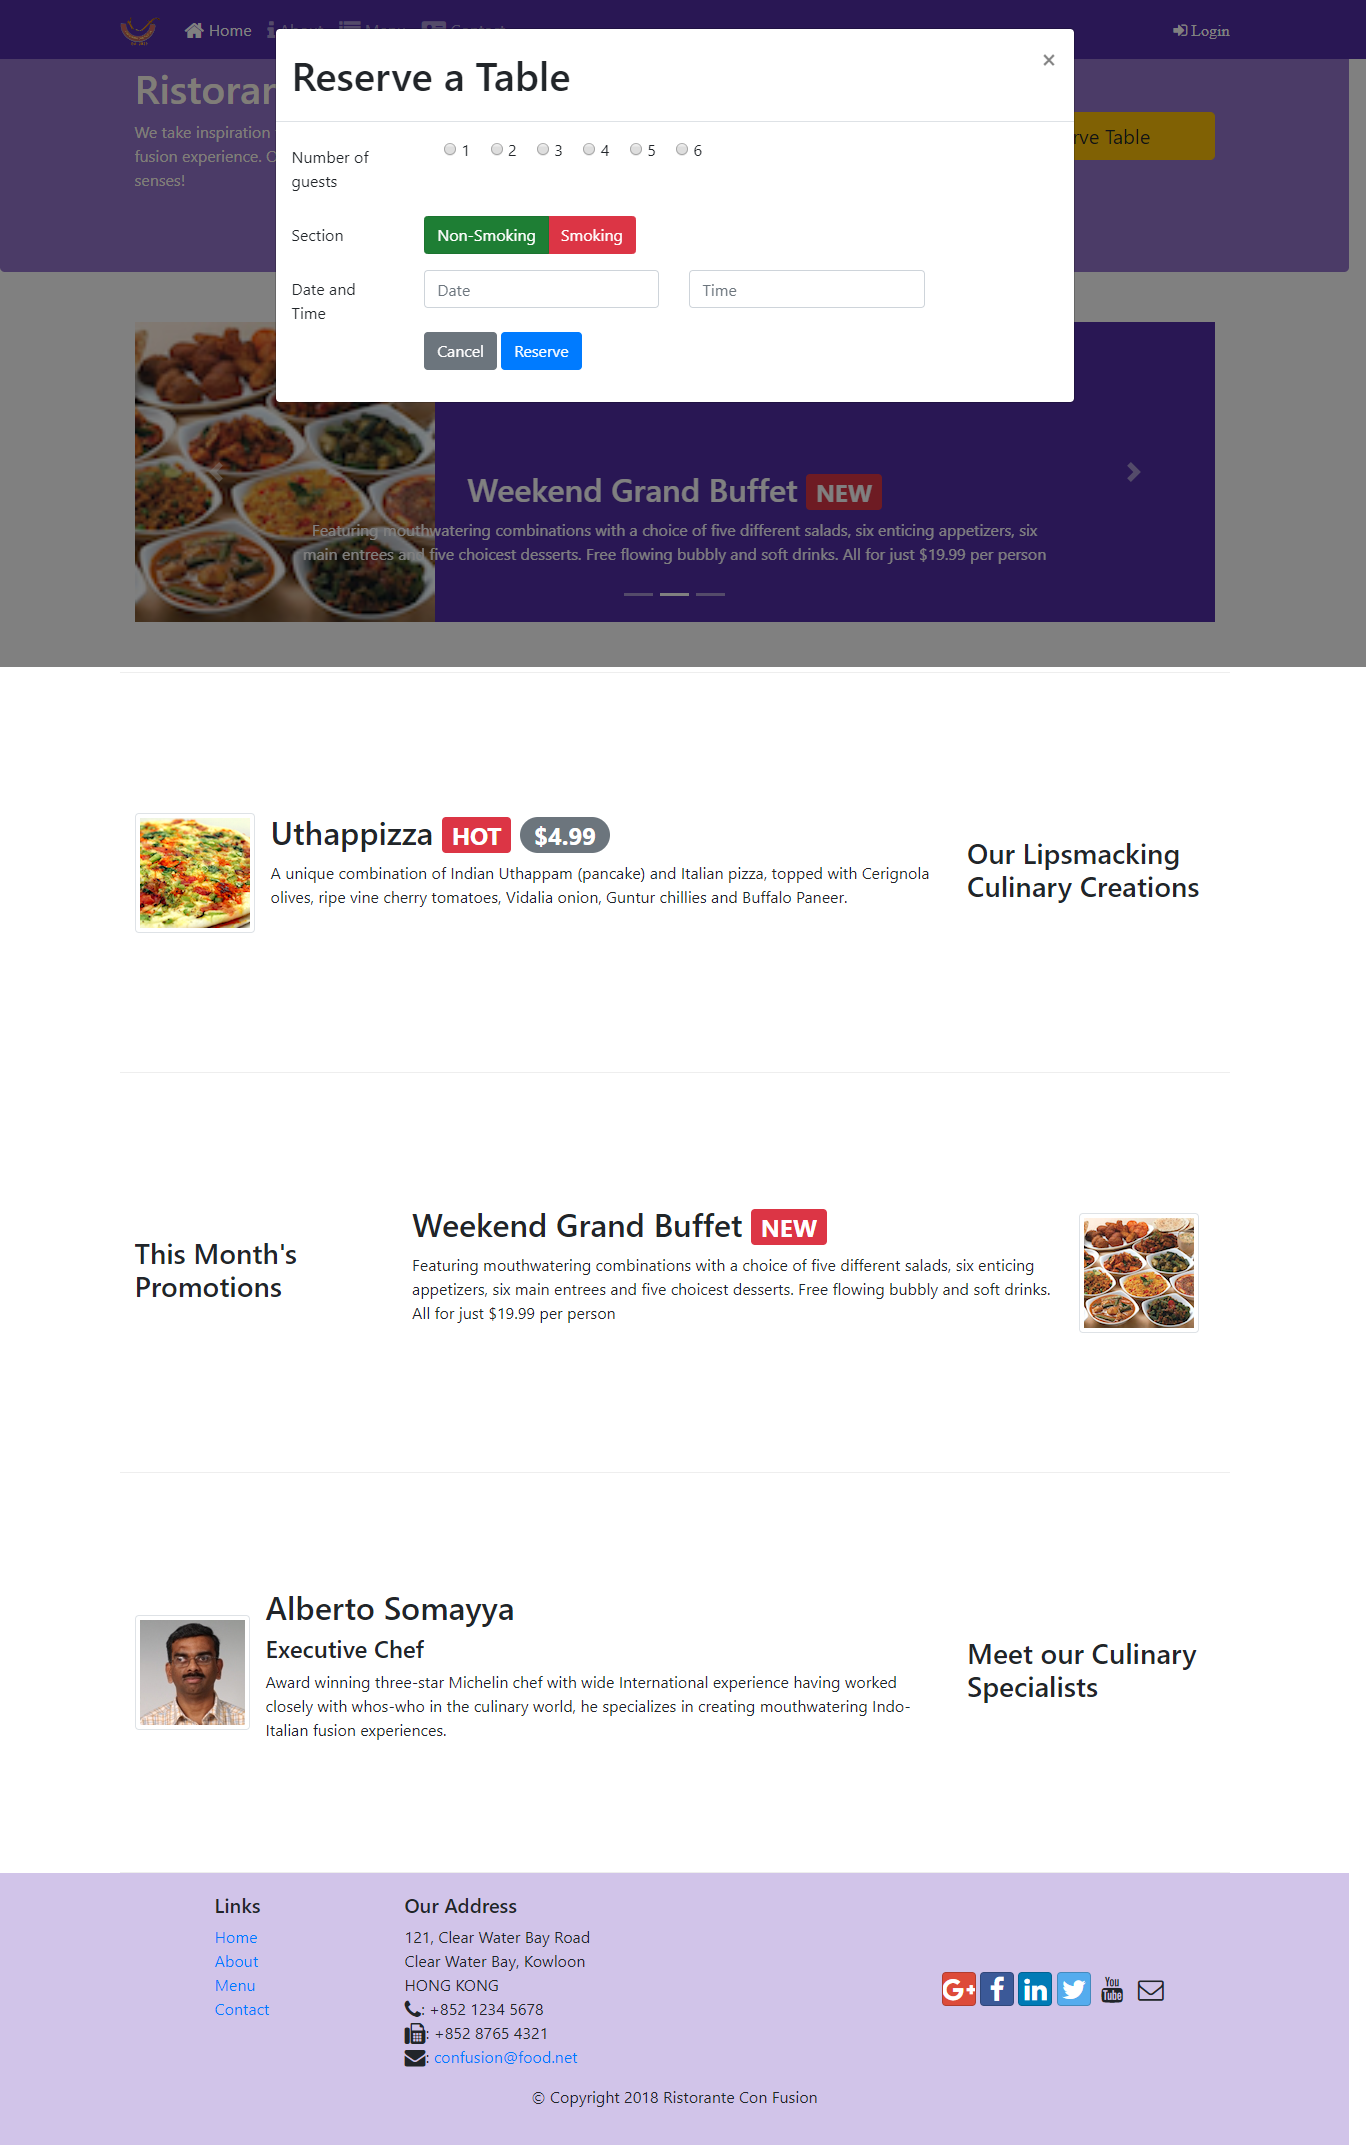 Home
Login
Reserve a Table
×
Ristorar
We take inspiration
fusion experience. C
senses!
rve Table
Number of
guests
1 2 3 4 5 6
Section
Non-Smoking Smoking
Date and
Time
Date Time
Cancel Reserve
Weekend Grand Buffet NEW
Featuring mouthwatering combinations with a choice of five different salads, six enticing appetizers, six
main entrees and five choicest desserts. Free flowing bubbly and soft drinks. All for just $19.99 per person
Uthappizza HOT $4.99
A unique combination of Indian Uthappam (pancake) and Italian pizza, topped with Cerignola
olives, ripe vine cherry tomatoes, Vidalia onion, Guntur chillies and Buffalo Paneer.
Our Lipsmacking
Culinary Creations
This Month's
Promotions
Weekend Grand Buffet NEW
Featuring mouthwatering combinations with a choice of five different salads, six enticing
appetizers, six main entrees and five choicest desserts. Free flowing bubbly and soft drinks.
All for just $19.99 per person
Alberto Somayya
Executive Chef
Award winning three-star Michelin chef with wide International experience having worked
closely with whos-who in the culinary world, he specializes in creating mouthwatering Indo-
Italian fusion experiences.
Meet our Culinary
Specialists
Links
Home
About
Menu
Contact
Our Address
121, Clear Water Bay Road
Clear Water Bay, Kowloon
HONG KONG
: +852 1234 5678
: +852 8765 4321
: confusion@food.net
G+ f in You Tube
© Copyright 2018 Ristorante Con Fusion